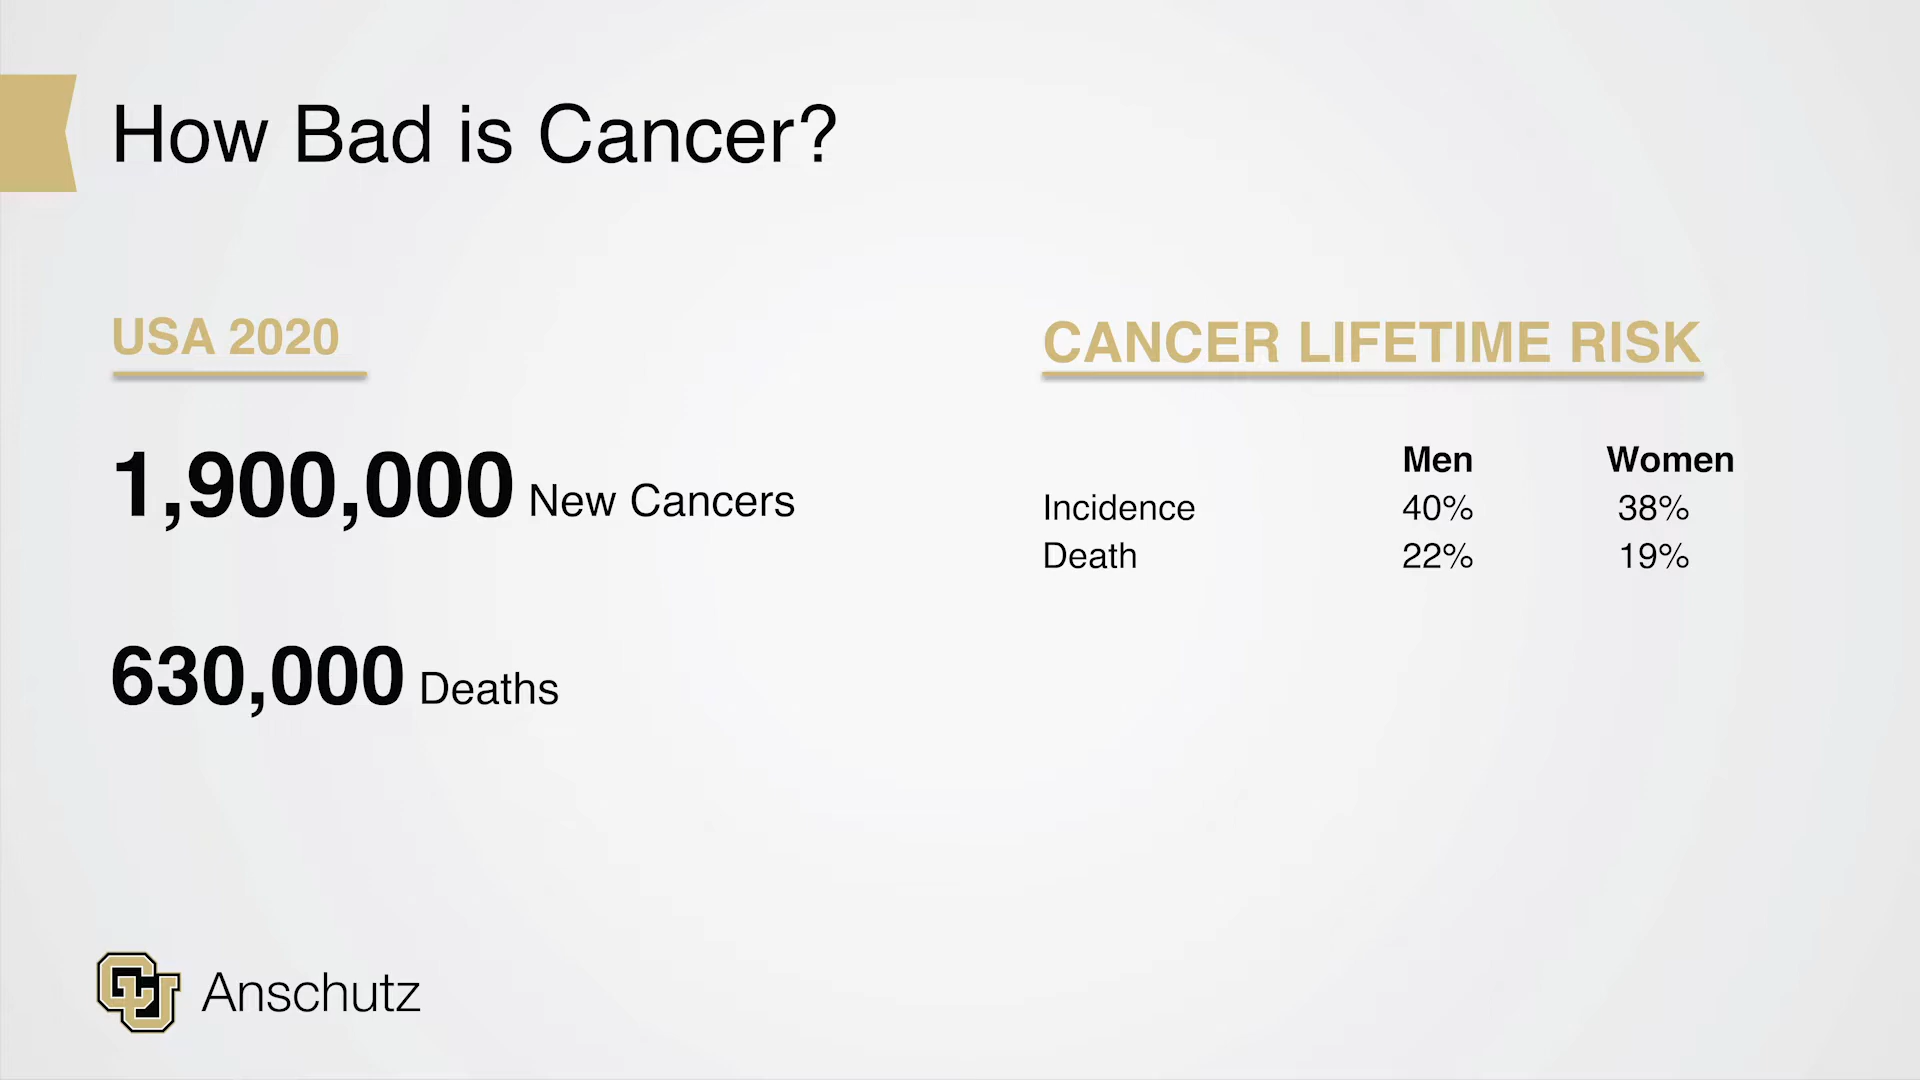 How Bad is Cancer?
USA 2020
1,900,000 New Cancers
630,000 Deaths
CANCER LIFETIME RISK
Men Women
Incidence 40% 38%
Death 22% 19%
CU Anschutz